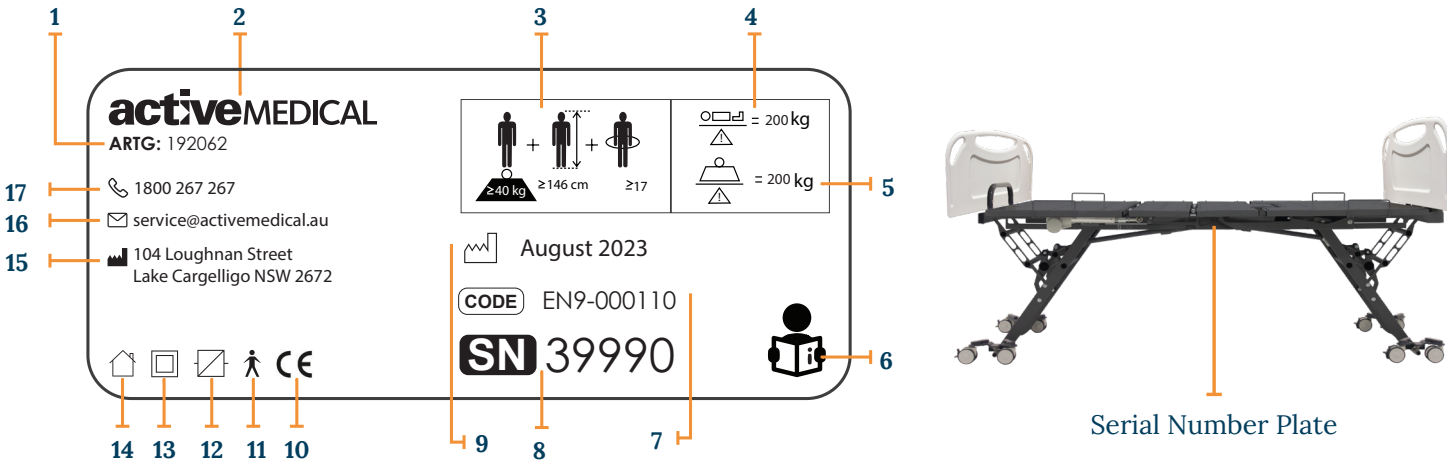 1
2
3
4
activeMEDICAL
ARTG: 192062
17
1800 267 267
16
service@activemedical.au
15
104 Loughnan Street
Lake Cargelligo NSW 2672
14
13
12
11
10
CE
+
+
≥40 kg
≥146 cm
≥17
= 200 kg
= 200 kg
5
August 2023
CODE EN9-000110
SN 39990
i
6
9
8
7
Serial Number Plate